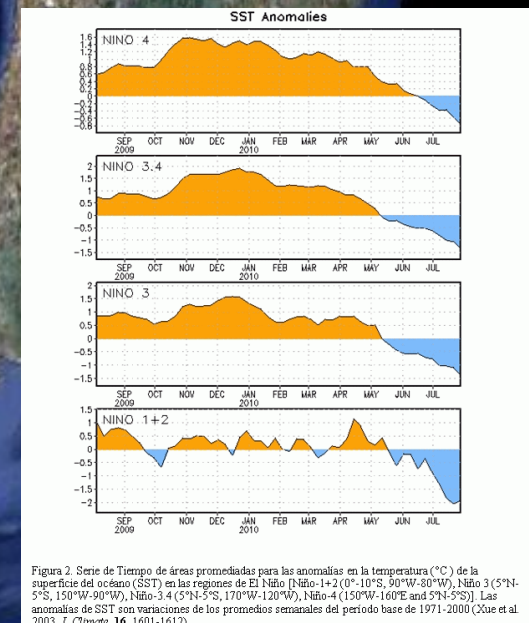 SST Anomalies
NINO 4
1.6
1.4
1.2
1
0.8
0.6
0.4
0.2
0
-0.2
-0.4
-0.6
-0.8
SEP OCT NOV DEC JAN FEB MAR APR MAY JUN JUL
2009 2010
NINO 3.4
2
1.5
1
0.5
0
-0.5
-1
-1.5
SEP OCT NOV DEC JAN FEB MAR APR MAY JUN JUL
2009 2010
NINO 3
2
1.5
1
0.5
0
-0.5
-1
-1.5
SEP OCT NOV DEC JAN FEB MAR APR MAY JUN JUL
2009 2010
NINO 1+2
1.5
1
0.5
0
-0.5
-1
-1.5
-2
SEP OCT NOV DEC JAN FEB MAR APR MAY JUN JUL
2009 2010
Figura 2. Serie de Tiempo de áreas promediadas para las anomalías en la temperatura (°C) de la
superficie del océano (SST) en las regiones de El Niño [Niño-1+2 (0°-10°S, 90°W-80°W), Niño 3 (5°N-
5°S, 150°W-90°W), Niño-3.4 (5°N-5°S, 170°W-120°W), Niño-4 (150°W-160°E and 5°N-5°S)]. Las
anomalías de SST son variaciones de los promedios semanales del período base de 1971-2000 (Xue et al.
2003, J. Climate, 16, 1601-1612).